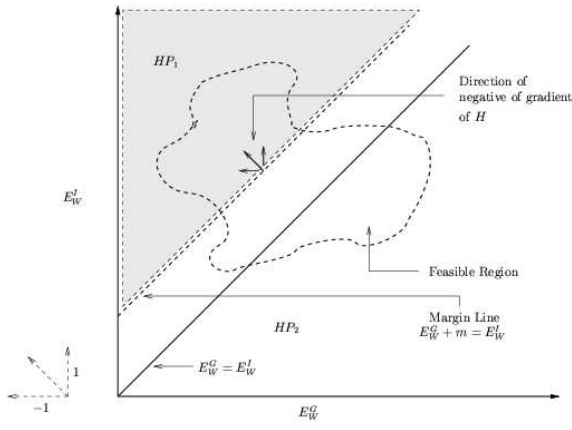 HP₁
Direction of
negative of gradient
of H
E_W^I
Feasible Region
Margin Line
E_W^G + m = E_W^I
HP₂
E_W^G = E_W^I
1
−1
E_W^G